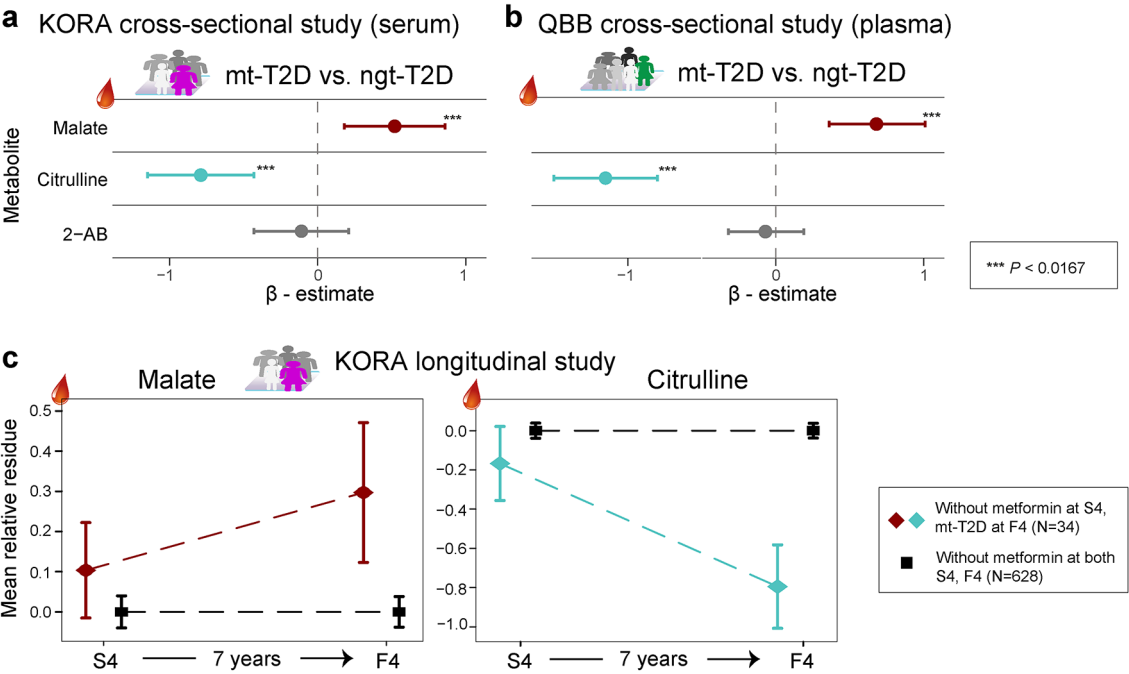 a KORA cross-sectional study (serum)
mt-T2D vs. ngt-T2D
Metabolite
Malate
***
Citrulline
***
2−AB
−1 0 1
β - estimate
b QBB cross-sectional study (plasma)
mt-T2D vs. ngt-T2D
***
***
−1 0 1
β - estimate
*** P < 0.0167
c KORA longitudinal study
Malate
Mean relative residue
0.5
0.4
0.3
0.2
0.1
0.0
S4 7 years F4
Citrulline
0.0
−0.2
−0.4
−0.6
−0.8
−1.0
S4 7 years F4
Without metformin at S4,
mt-T2D at F4 (N=34)
Without metformin at both
S4, F4 (N=628)